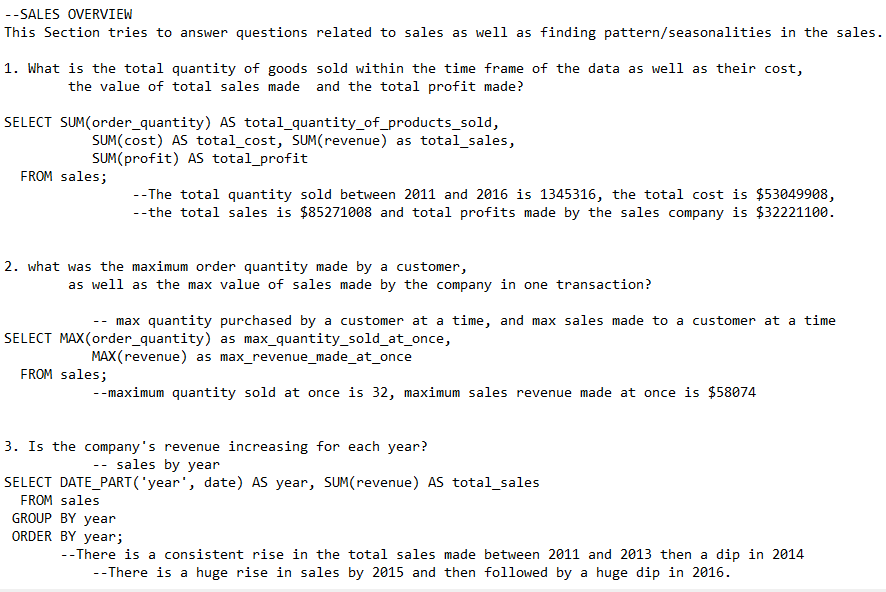 --SALES OVERVIEW
This Section tries to answer questions related to sales as well as finding pattern/seasonalities in the sales.
1. What is the total quantity of goods sold within the time frame of the data as well as their cost,
the value of total sales made  and the total profit made?
SELECT SUM(order_quantity) AS total_quantity_of_products_sold,
SUM(cost) AS total_cost, SUM(revenue) as total_sales,
SUM(profit) AS total_profit
FROM sales;
--The total quantity sold between 2011 and 2016 is 1345316, the total cost is $53049908,
--the total sales is $85271008 and total profits made by the sales company is $32221100.
2. what was the maximum order quantity made by a customer,
as well as the max value of sales made by the company in one transaction?
-- max quantity purchased by a customer at a time, and max sales made to a customer at a time
SELECT MAX(order_quantity) as max_quantity_sold_at_once,
MAX(revenue) as max_revenue_made_at_once
FROM sales;
--maximum quantity sold at once is 32, maximum sales revenue made at once is $58074
3. Is the company's revenue increasing for each year?
-- sales by year
SELECT DATE_PART('year', date) AS year, SUM(revenue) AS total_sales
FROM sales
GROUP BY year
ORDER BY year;
--There is a consistent rise in the total sales made between 2011 and 2013 then a dip in 2014
--There is a huge rise in sales by 2015 and then followed by a huge dip in 2016.